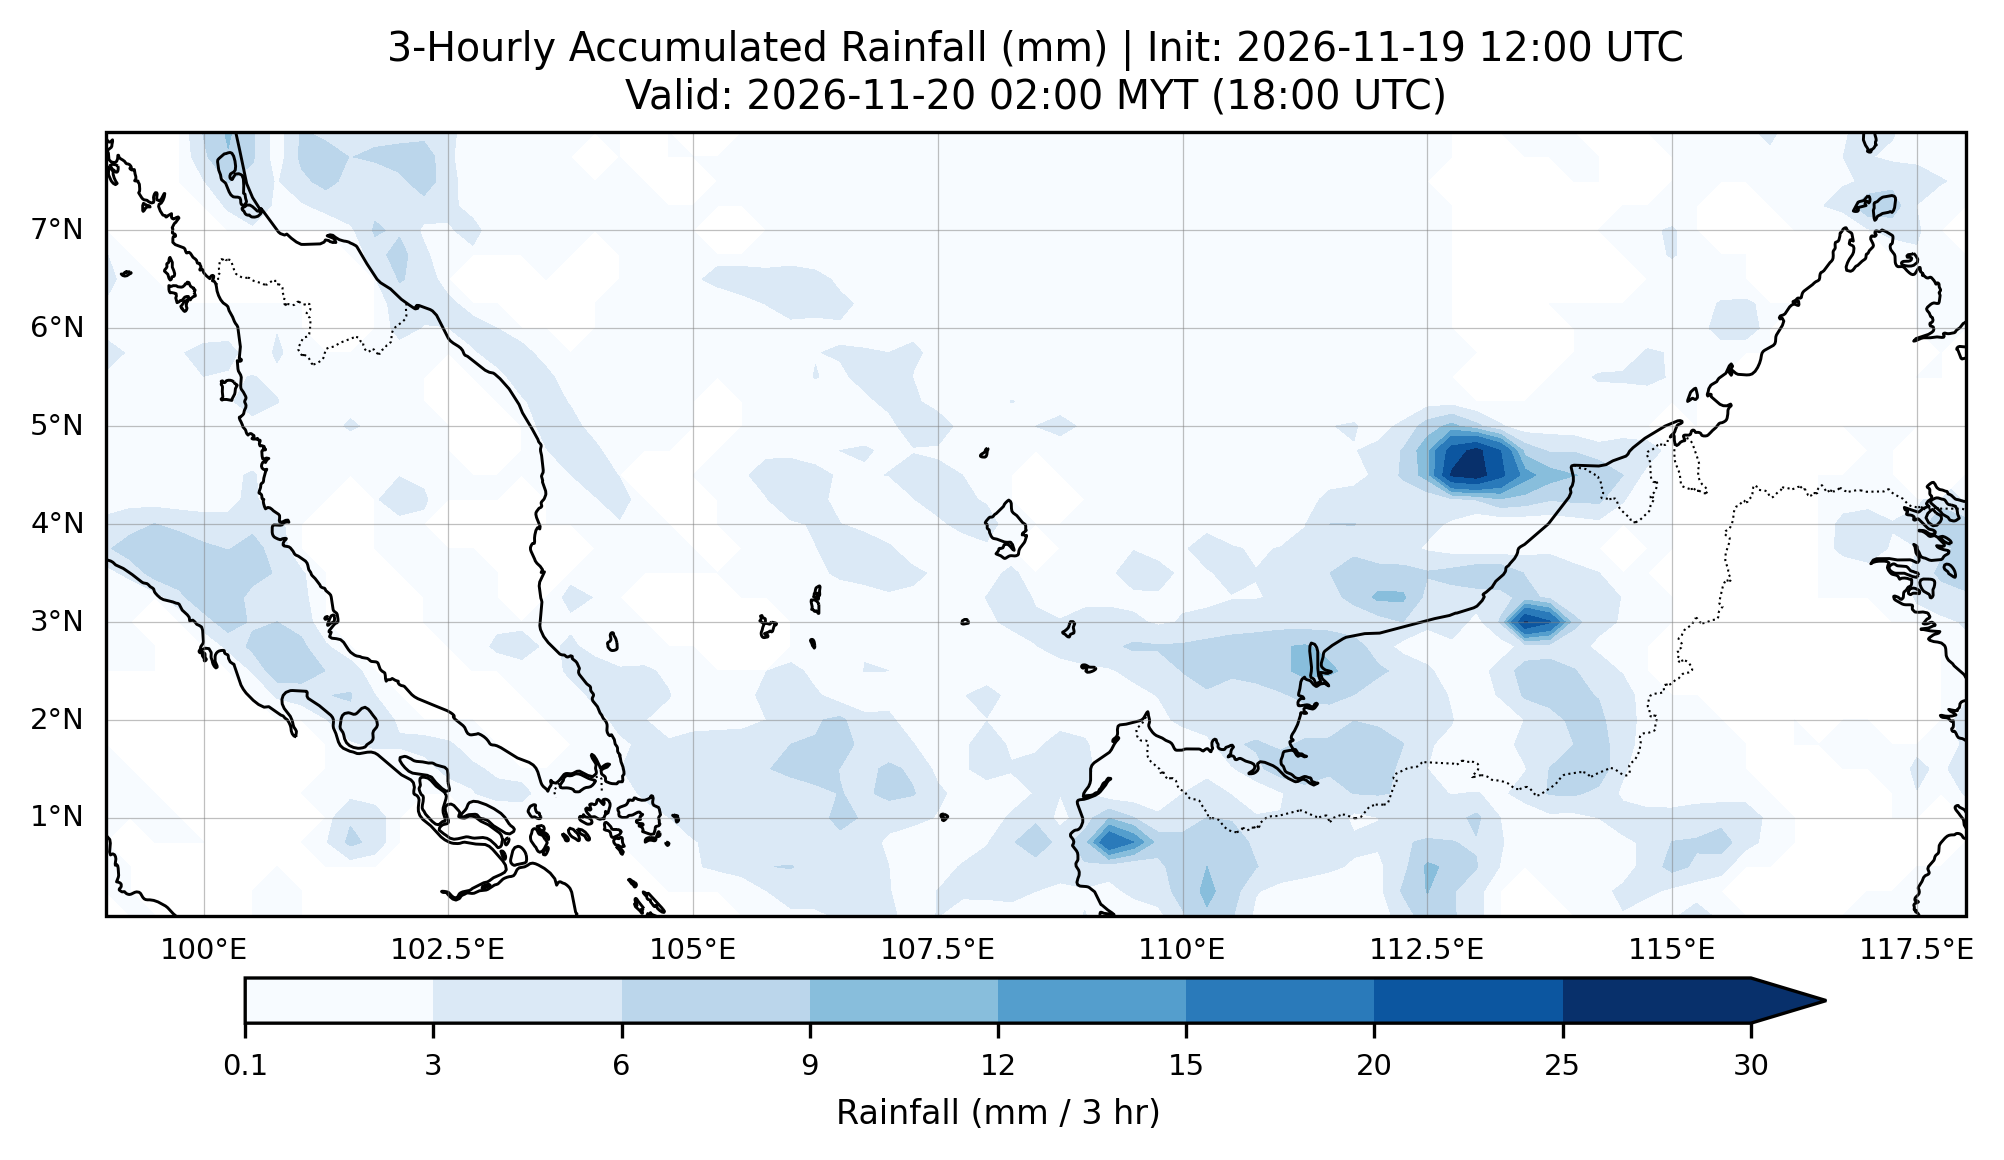 3-Hourly Accumulated Rainfall (mm) | Init: 2026-11-19 12:00 UTC
Valid: 2026-11-20 02:00 MYT (18:00 UTC)
7°N
6°N
5°N
4°N
3°N
2°N
1°N
100°E 102.5°E 105°E 107.5°E 110°E 112.5°E 115°E 117.5°E
0.1 3 6 9 12 15 20 25 30
Rainfall (mm / 3 hr)